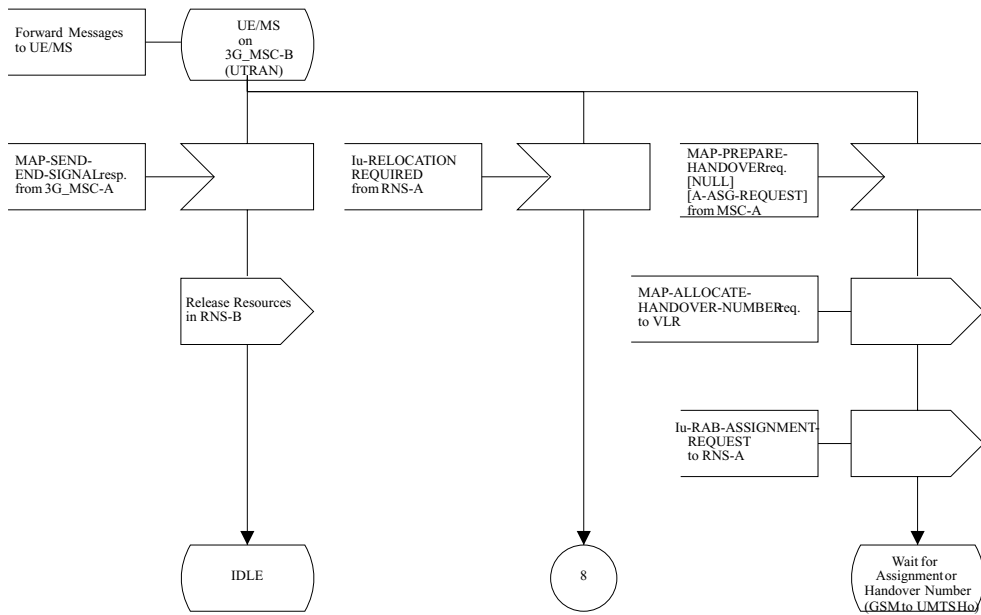 Forward Messages
to UE/MS
UE/MS
on
3G_MSC-B
(UTRAN)
MAP-SEND-
END-SIGNALresp.
from 3G_MSC-A
Iu-RELOCATION
REQUIRED
from RNS-A
MAP-PREPARE-
HANDOVERreq.
[NULL]
[A-ASG-REQUEST]
from MSC-A
Release Resources
in RNS-B
MAP-ALLOCATE-
HANDOVER-NUMBERreq.
to VLR
Iu-RAB-ASSIGNMENT-
REQUEST
to RNS-A
IDLE
8
Wait for
Assignment or
Handover Number
(GSM to UMTS Ho)